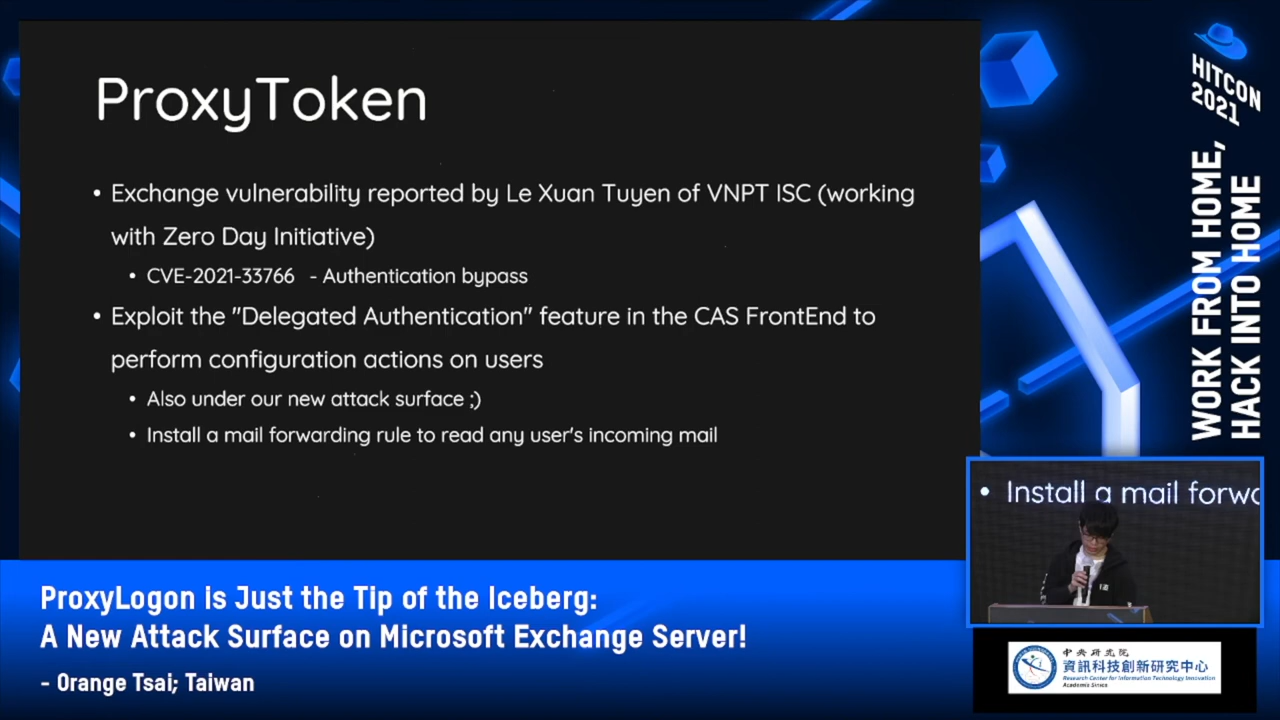 ProxyToken
• Exchange vulnerability reported by Le Xuan Tuyen of VNPT ISC (working
with Zero Day Initiative)
• CVE-2021-33766 - Authentication bypass
• Exploit the "Delegated Authentication" feature in the CAS FrontEnd to
perform configuration actions on users
• Also under our new attack surface ;)
• Install a mail forwarding rule to read any user's incoming mail
HITCON
2021
WORK FROM HOME,
HACK INTO HOME
• Install a mail forwa
ProxyLogon is Just the Tip of the Iceberg:
A New Attack Surface on Microsoft Exchange Server!
- Orange Tsai; Taiwan
中央研究院
資訊科技創新研究中心
Research Center for Information Technology Innovation
Academia Sinica